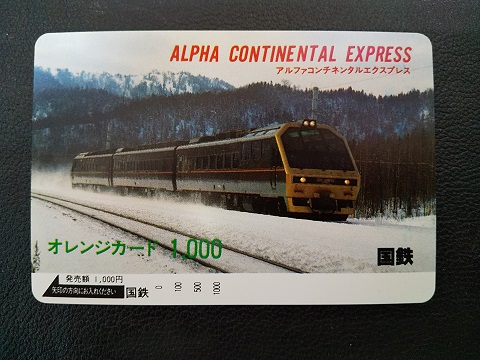 ALPHA CONTINENTAL EXPRESS
アルファコンチネンタルエクスプレス
オレンジカード 1,000
国鉄
発売額 1,000円
矢印の方向にお入れください 国鉄 0 100 500 1000